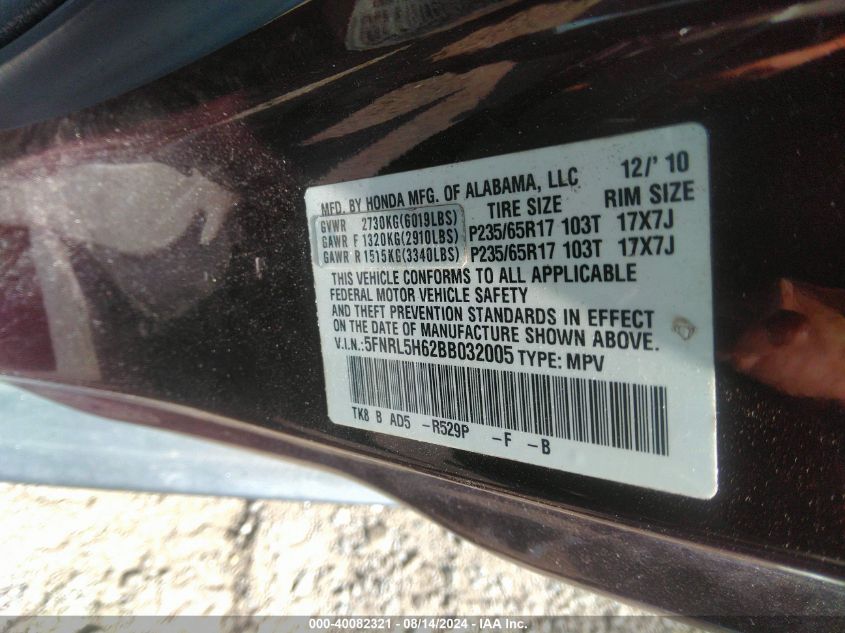 MFD. BY HONDA MFG. OF ALABAMA, LLC 12/' 10
TIRE SIZE RIM SIZE
GVWR 2730KG(6019LBS)
GAWR F 1320KG(2910LBS) P235/65R17 103T 17X7J
GAWR R 1515KG(3340LBS) P235/65R17 103T 17X7J
THIS VEHICLE CONFORMS TO ALL APPLICABLE
FEDERAL MOTOR VEHICLE SAFETY
AND THEFT PREVENTION STANDARDS IN EFFECT
ON THE DATE OF MANUFACTURE SHOWN ABOVE.
V.I.N.:5FNRL5H62BB032005 TYPE: MPV
TK8 B AD5 -R529P -F -B
000-40082321 - 08/14/2024 - IAA Inc.